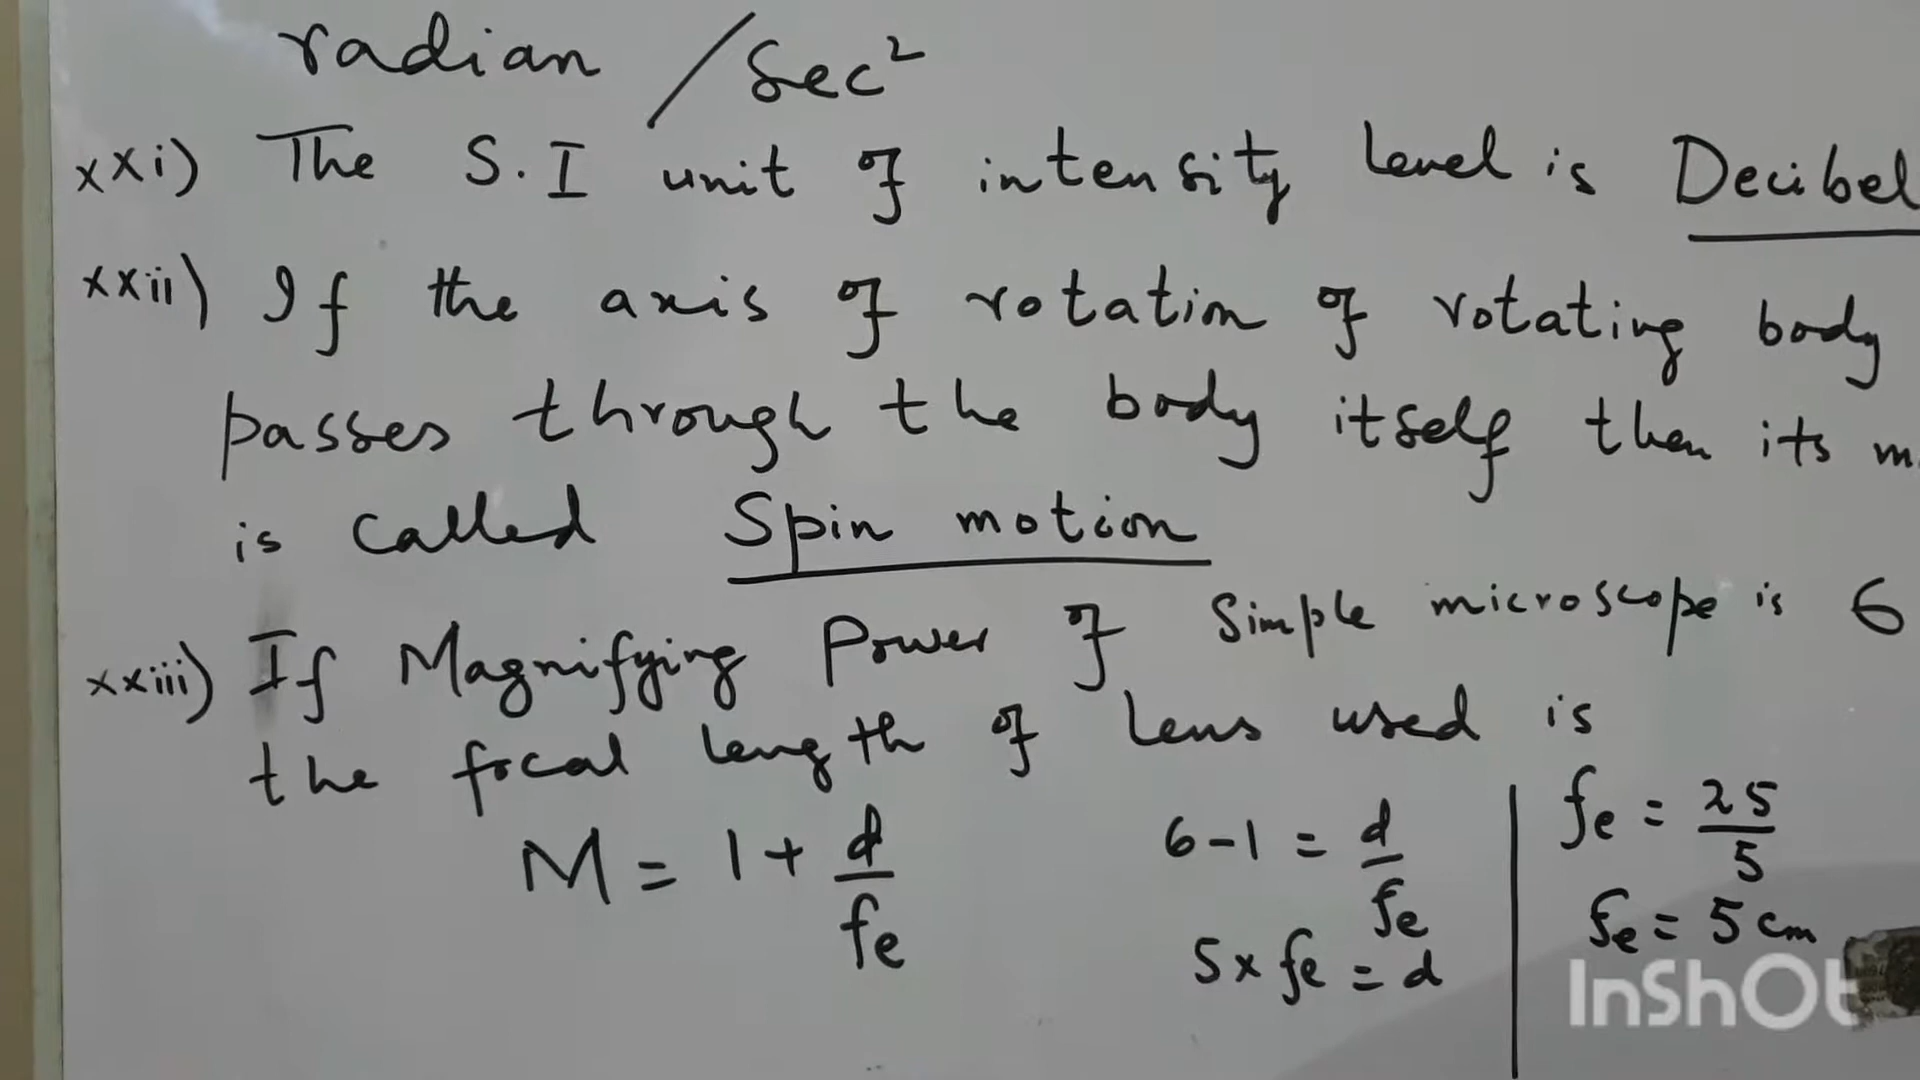 radian / Sec²
xxi) The S.I unit of intensity level is Decibel
xxii) If the axis of rotation of rotating body
passes through the body itself then its m
is called Spin motion
xxiii) If Magnifying Power of Simple microscope is 6
the focal length of lens used is
M = 1 + d/fe
6-1 = d/fe
5 x fe = d
fe = 25/5
fe = 5 cm
InShOt